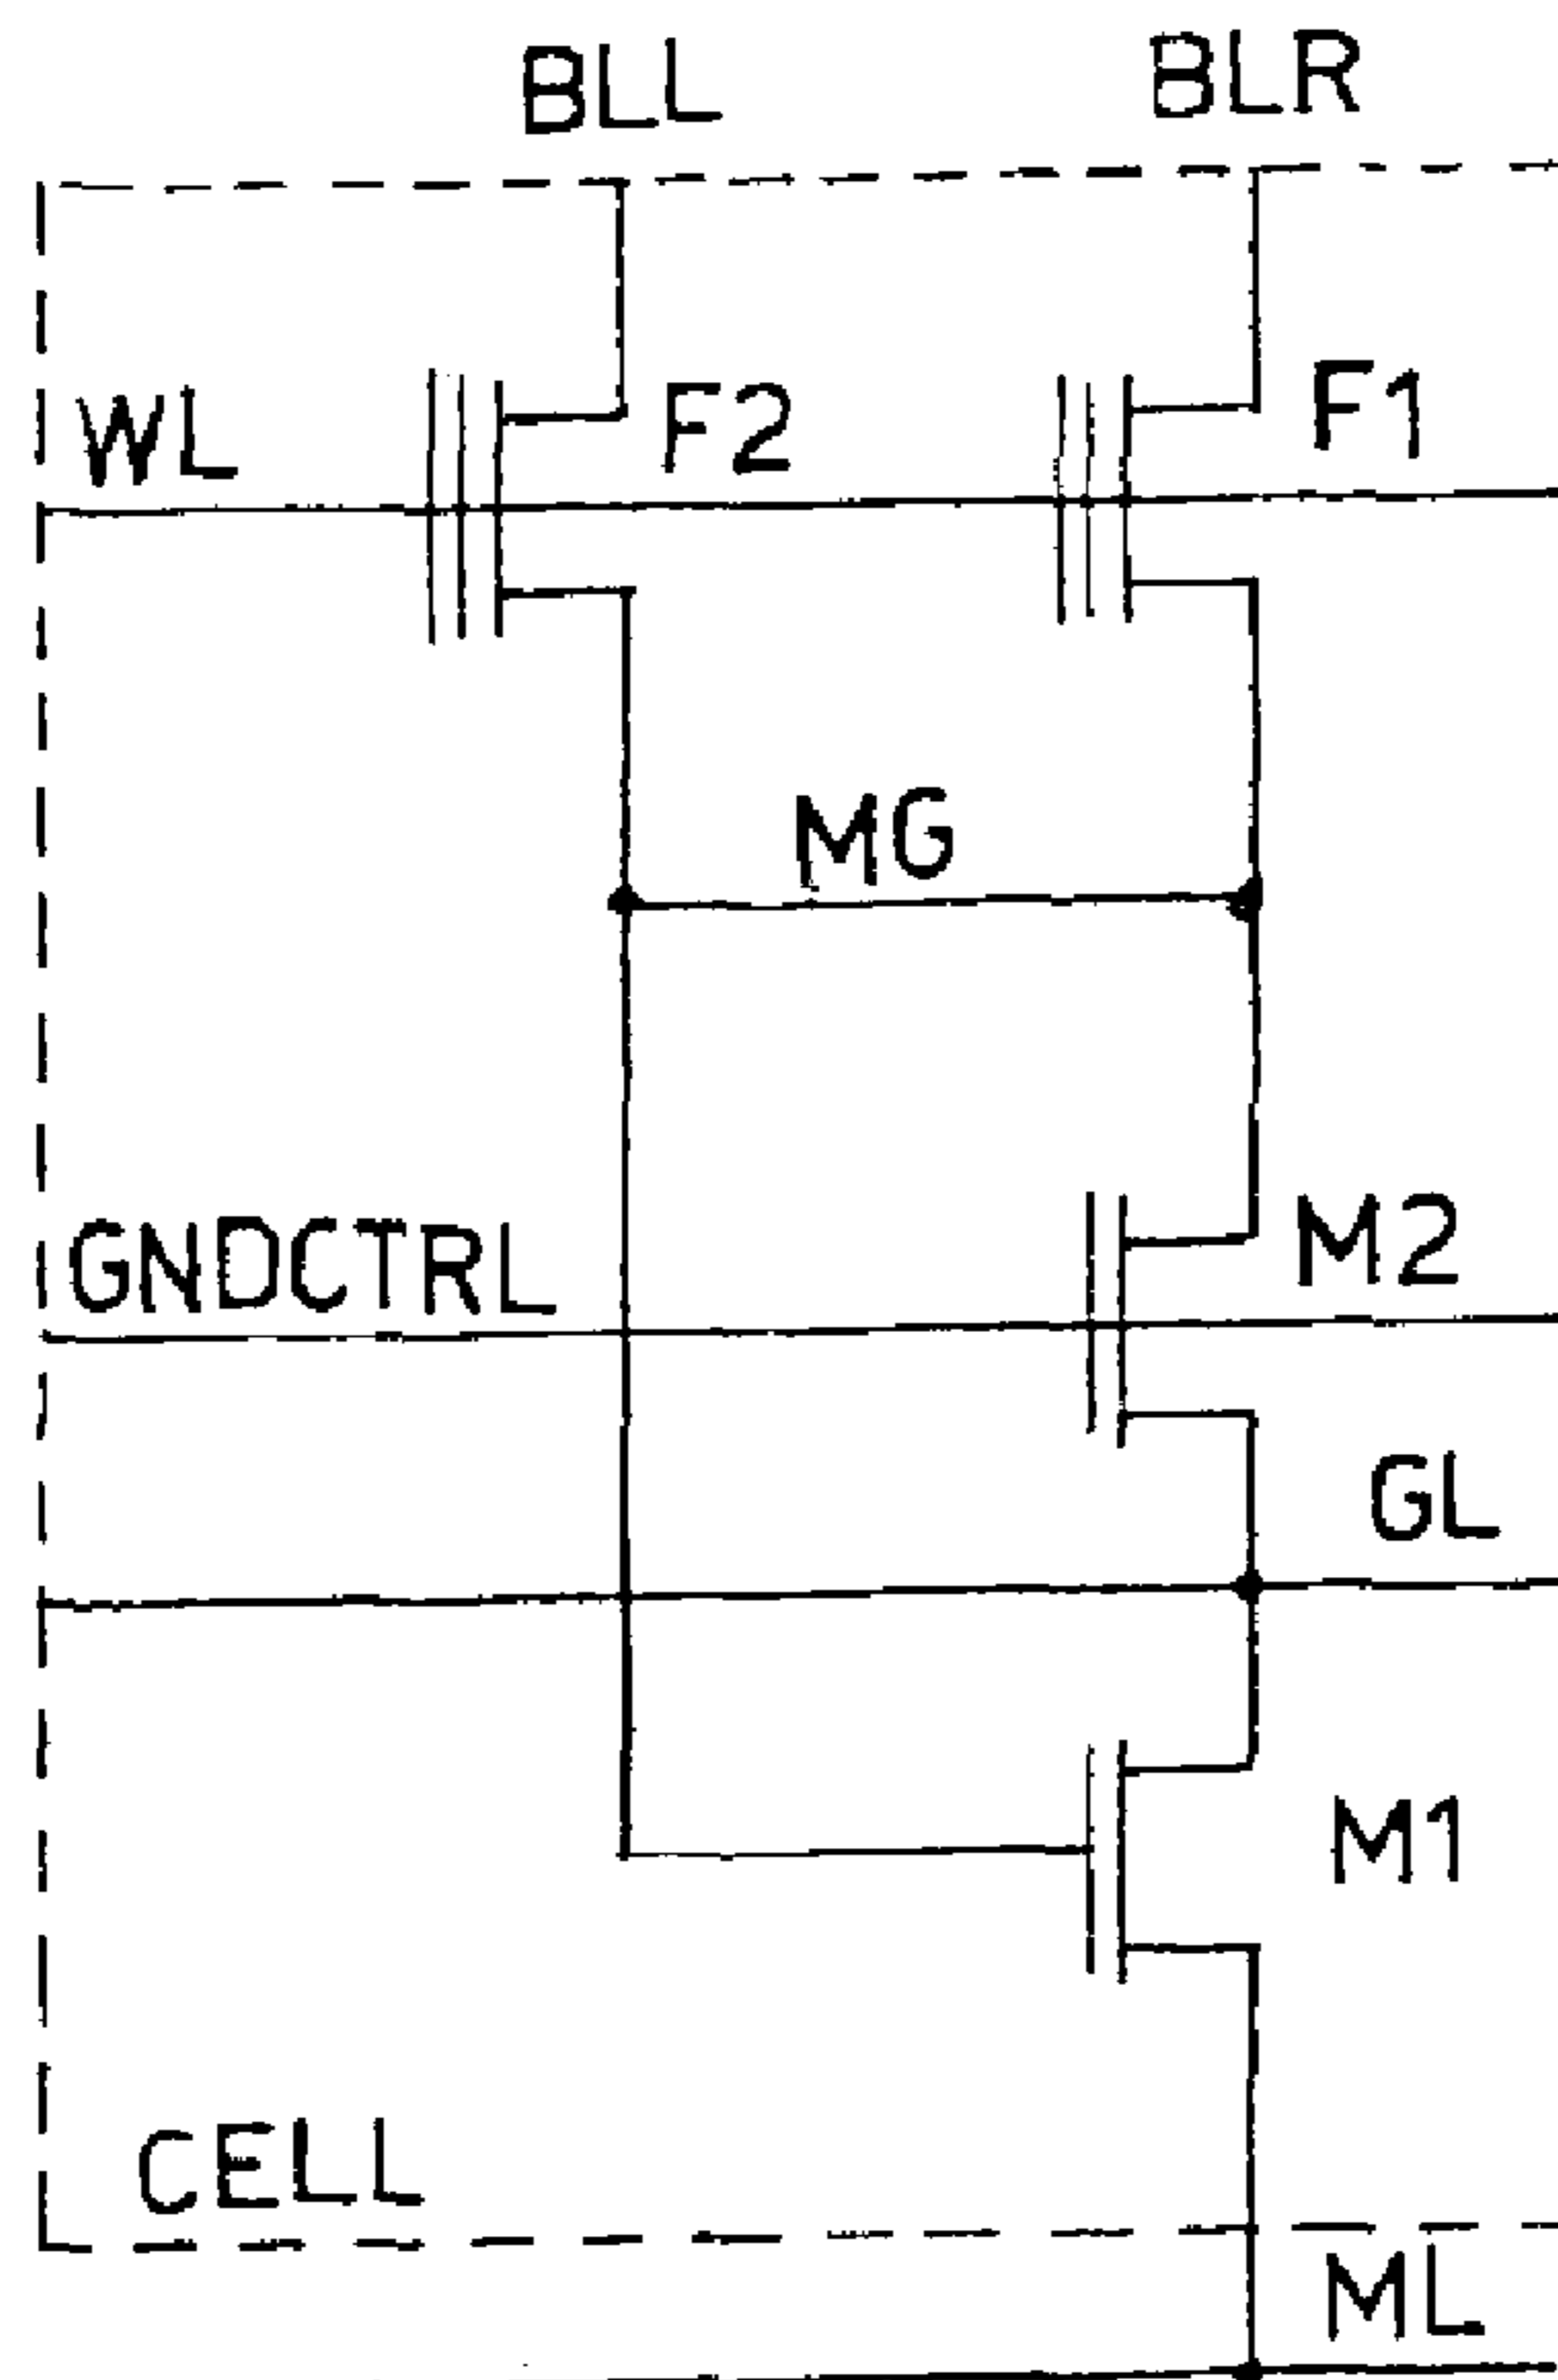 BLL BLR
WL F2 F1
MG
GNDCTRL M2
GL
M1
CELL
ML